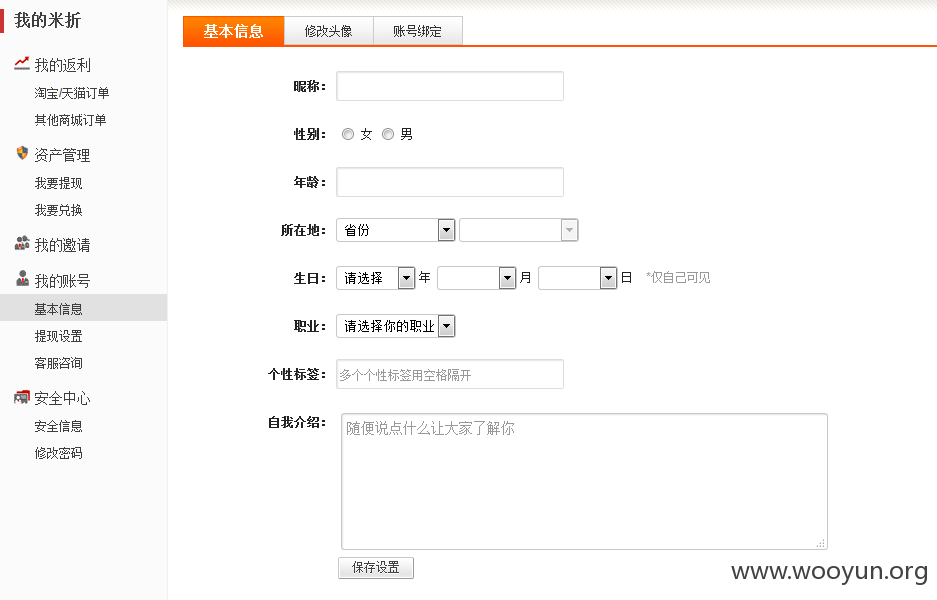 我的米折
我的返利
淘宝/天猫订单
其他商城订单
资产管理
我要提现
我要兑换
我的邀请
我的账号
基本信息
提现设置
客服咨询
安全中心
安全信息
修改密码
基本信息 修改头像 账号绑定
昵称：
性别： 女 男
年龄：
所在地： 省份
生日： 请选择 年 月 日 *仅自己可见
职业： 请选择你的职业
个性标签： 多个个性标签用空格隔开
自我介绍： 随便说点什么让大家了解你
保存设置
www.wooyun.org